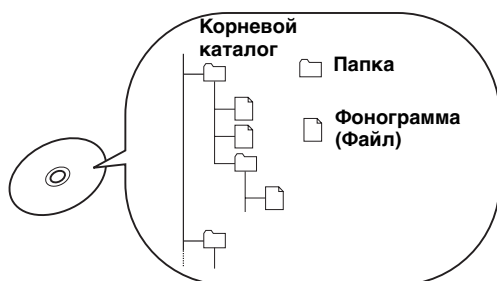 Корневой
каталог
Папка
Фонограмма
(Файл)